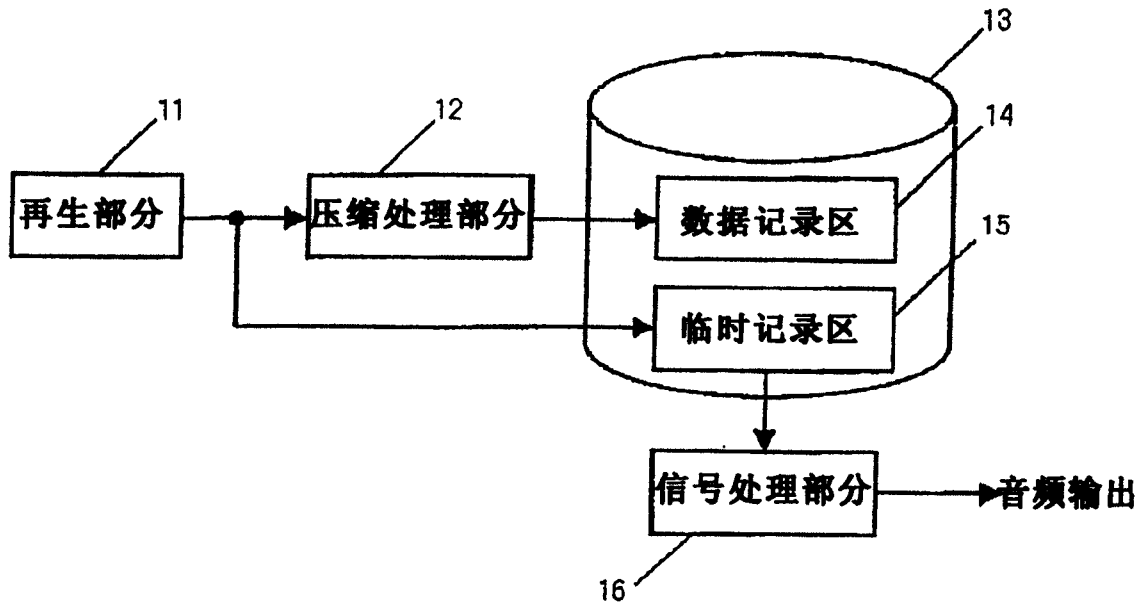 13
11
12
14
再生部分
压缩处理部分
数据记录区
15
临时记录区
信号处理部分
音频输出
16